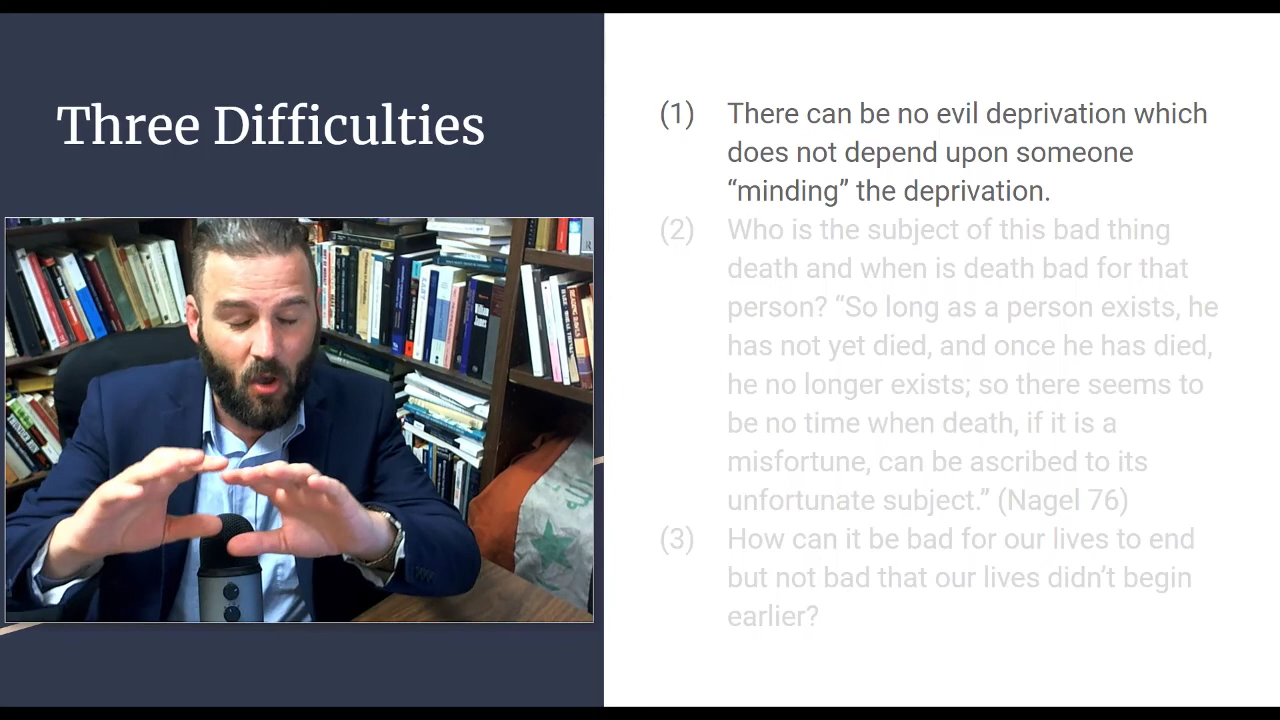 Three Difficulties
(1) There can be no evil deprivation which
does not depend upon someone
“minding” the deprivation.
(2) Who is the subject of this bad thing
death and when is death bad for that
person? “So long as a person exists, he
has not yet died, and once he has died,
he no longer exists; so there seems to
be no time when death, if it is a
misfortune, can be ascribed to its
unfortunate subject.” (Nagel 76)
(3) How can it be bad for our lives to end
but not bad that our lives didn’t begin
earlier?
William
James